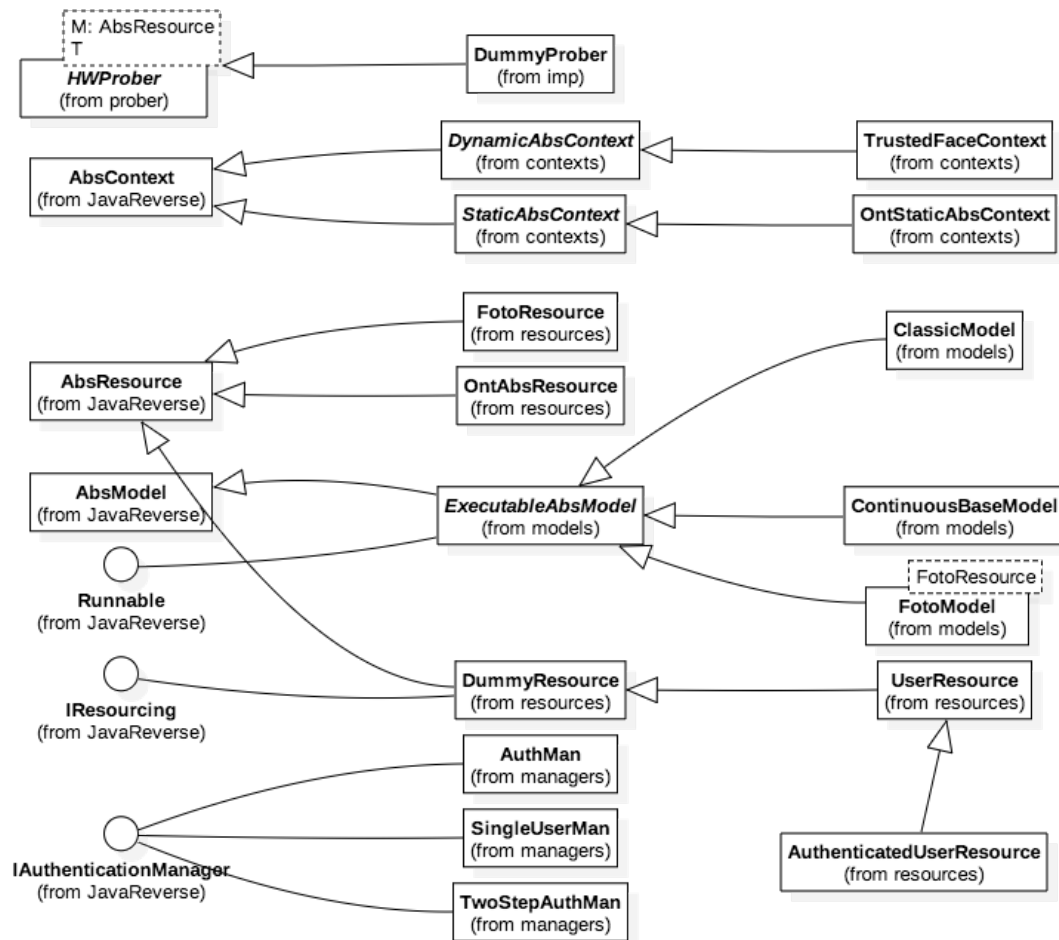 M: AbsResource
T
HWProber
(from prober)
DummyProber
(from imp)
DynamicAbsContext
(from contexts)
TrustedFaceContext
(from contexts)
AbsContext
(from JavaReverse)
StaticAbsContext
(from contexts)
OntStaticAbsContext
(from contexts)
FotoResource
(from resources)
ClassicModel
(from models)
AbsResource
(from JavaReverse)
OntAbsResource
(from resources)
AbsModel
(from JavaReverse)
ExecutableAbsModel
(from models)
ContinuousBaseModel
(from models)
FotoResource
FotoModel
(from models)
Runnable
(from JavaReverse)
DummyResource
(from resources)
UserResource
(from resources)
IResourcing
(from JavaReverse)
AuthMan
(from managers)
SingleUserMan
(from managers)
AuthenticatedUserResource
(from resources)
IAuthenticationManager
(from JavaReverse)
TwoStepAuthMan
(from managers)